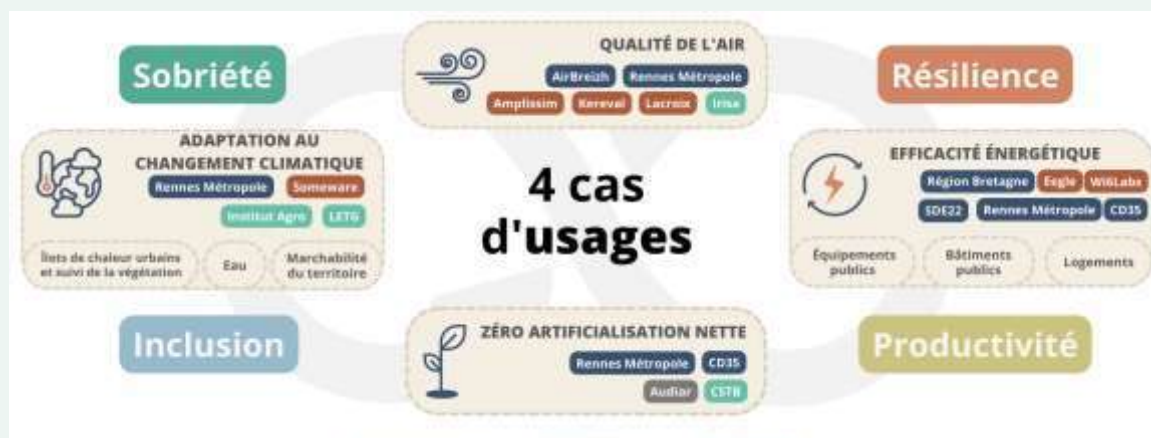 Sobriété
QUALITÉ DE L'AIR
AirBreizh Rennes Métropole
Amplissim Kereval Lacroix Irisa
Résilience
ADAPTATION AU
CHANGEMENT CLIMATIQUE
Rennes Métropole Someware
Institut Agro LETG
Îlots de chaleur urbains
et suivi de la végétation
Eau
Marchabilité
du territoire
4 cas
d'usages
EFFICACITÉ ÉNERGÉTIQUE
Région Bretagne Eegle Wi6Labs
SDE22 Rennes Métropole CD35
Équipements
publics
Bâtiments
publics
Logements
Inclusion
ZÉRO ARTIFICIALISATION NETTE
Rennes Métropole CD35
Audiar CSTB
Productivité